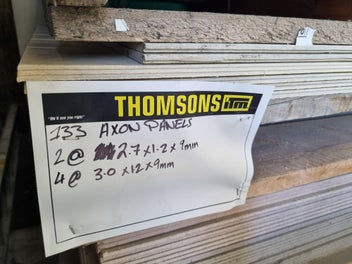 THOMSONS itm
"We'll see you right"
133 AXON PANELS
2 @ 2.7 x 1.2 x 9mm
4 @ 3.0 x 1.2 x 9mm